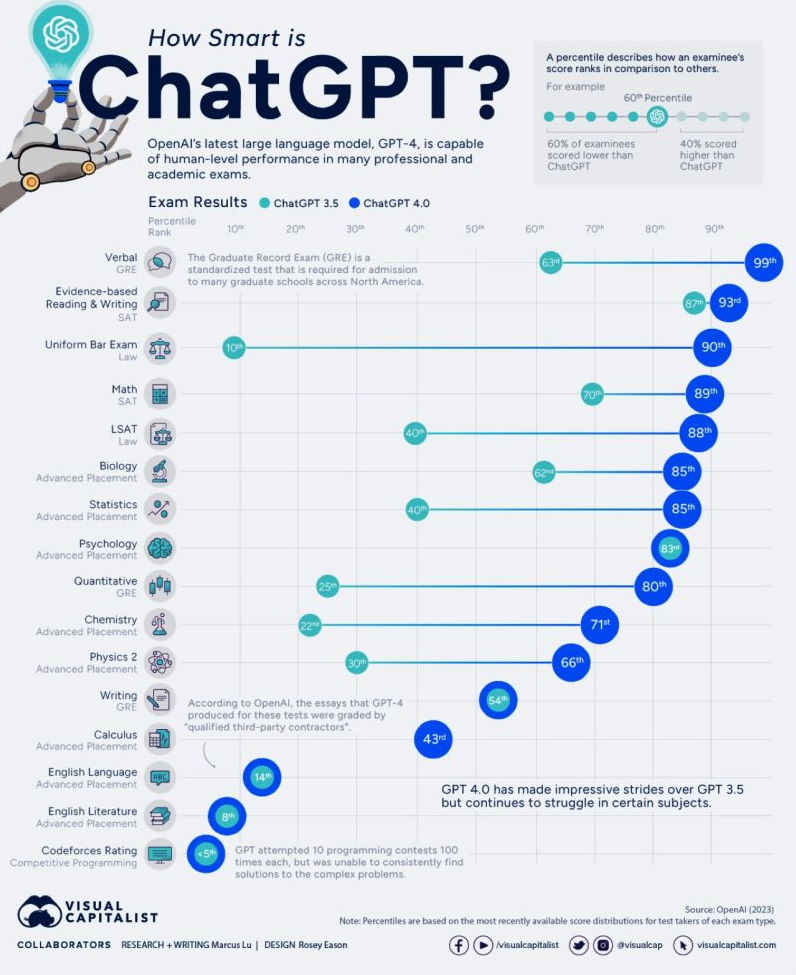 How Smart is
ChatGPT?
OpenAI's latest large language model, GPT-4, is capable
of human-level performance in many professional and
academic exams.
A percentile describes how an examinee's
score ranks in comparison to others.
For example
60th Percentile
60% of examinees
scored lower than
ChatGPT
40% scored
higher than
ChatGPT
Exam Results ChatGPT 3.5 ChatGPT 4.0
Percentile
Rank
10th 20th 30th 40th 50th 60th 70th 80th 90th
Verbal
GRE
The Graduate Record Exam (GRE) is a
standardized test that is required for admission
to many graduate schools across North America.
63rd 99th
Evidence-based
Reading & Writing
SAT
87th 93rd
Uniform Bar Exam
Law
10th 90th
Math
SAT
70th 89th
LSAT
Law
40th 88th
Biology
Advanced Placement
62nd 85th
Statistics
Advanced Placement
40th 85th
Psychology
Advanced Placement
83rd
Quantitative
GRE
25th 80th
Chemistry
Advanced Placement
22nd 71st
Physics 2
Advanced Placement
30th 66th
Writing
GRE
54th
According to OpenAI, the essays that GPT-4
produced for these tests were graded by
"qualified third-party contractors".
Calculus
Advanced Placement
43rd
English Language
Advanced Placement
ABC
14th
GPT 4.0 has made impressive strides over GPT 3.5
but continues to struggle in certain subjects.
English Literature
Advanced Placement
8th
Codeforces Rating
Competitive Programming
<5th
GPT attempted 10 programming contests 100
times each, but was unable to consistently find
solutions to the complex problems.
VISUAL
CAPITALIST
Source: OpenAI (2023)
Note: Percentiles are based on the most recently available score distributions for test takers of each exam type.
COLLABORATORS RESEARCH + WRITING Marcus Lu | DESIGN Rosey Eason
/visualcapitalist @visualcap visualcapitalist.com